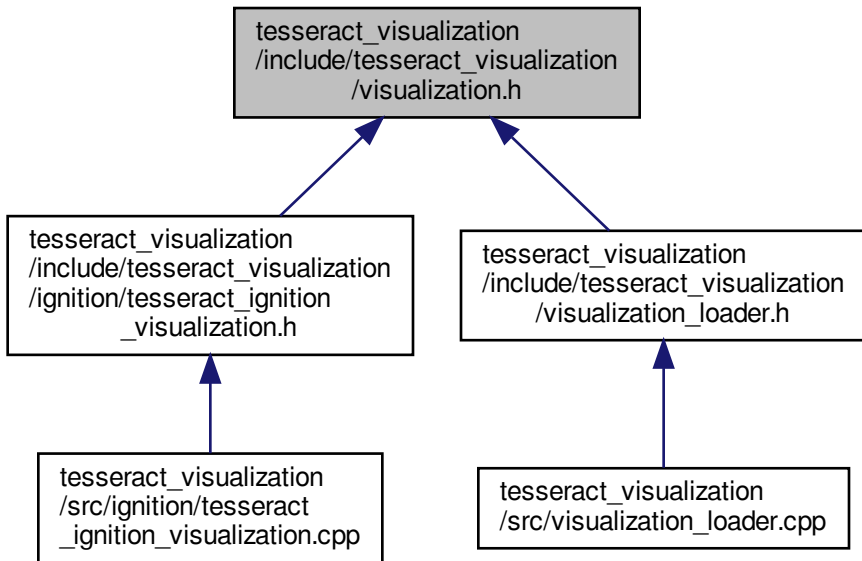 tesseract_visualization
/include/tesseract_visualization
/visualization.h
tesseract_visualization
/include/tesseract_visualization
/ignition/tesseract_ignition
_visualization.h
tesseract_visualization
/include/tesseract_visualization
/visualization_loader.h
tesseract_visualization
/src/ignition/tesseract
_ignition_visualization.cpp
tesseract_visualization
/src/visualization_loader.cpp